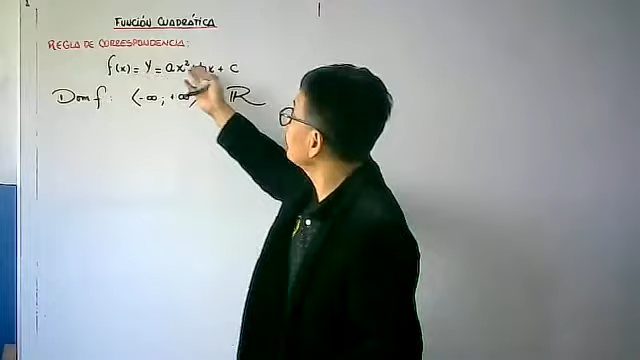 FUNCIÓN CUADRÁTICA
REGLA DE CORRESPONDENCIA:
f(x) = y = ax² + bx + c
Dom f: ⟨-∞; +∞⟩ ℝ